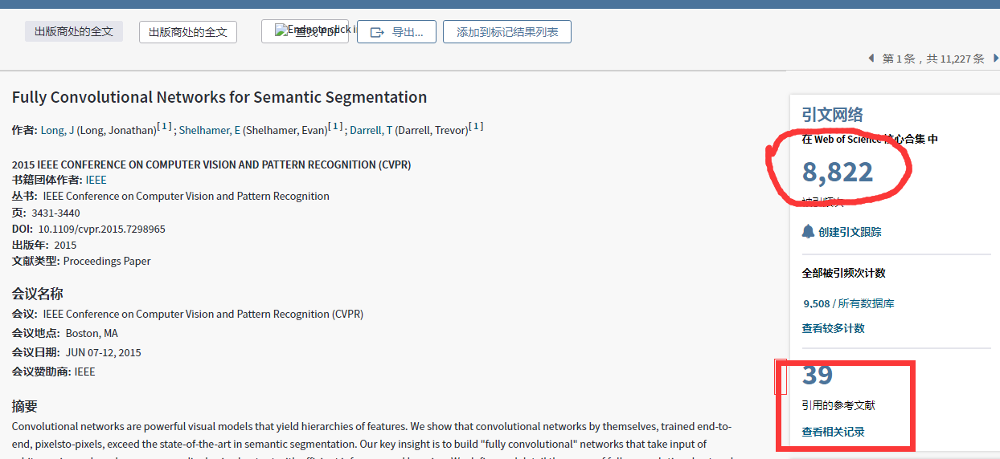 出版商处的全文
出版商处的全文
Endnote click i
查找 PDF
导出...
添加到标记结果列表
第 1 条，共 11,227 条
Fully Convolutional Networks for Semantic Segmentation
作者: Long, J (Long, Jonathan)[ 1 ] ; Shelhamer, E (Shelhamer, Evan)[ 1 ] ; Darrell, T (Darrell, Trevor)[ 1 ]
2015 IEEE CONFERENCE ON COMPUTER VISION AND PATTERN RECOGNITION (CVPR)
书籍团体作者: IEEE
丛书: IEEE Conference on Computer Vision and Pattern Recognition
页: 3431-3440
DOI: 10.1109/cvpr.2015.7298965
出版年: 2015
文献类型: Proceedings Paper
会议名称
会议: IEEE Conference on Computer Vision and Pattern Recognition (CVPR)
会议地点: Boston, MA
会议日期: JUN 07-12, 2015
会议赞助商: IEEE
摘要
Convolutional networks are powerful visual models that yield hierarchies of features. We show that convolutional networks by themselves, trained end-to-
end, pixelsto-pixels, exceed the state-of-the-art in semantic segmentation. Our key insight is to build "fully convolutional" networks that take input of
引文网络
在 Web of Science 核心合集 中
8,822
被引频次
创建引文跟踪
全部被引频次计数
9,508 / 所有数据库
查看较多计数
39
引用的参考文献
查看相关记录